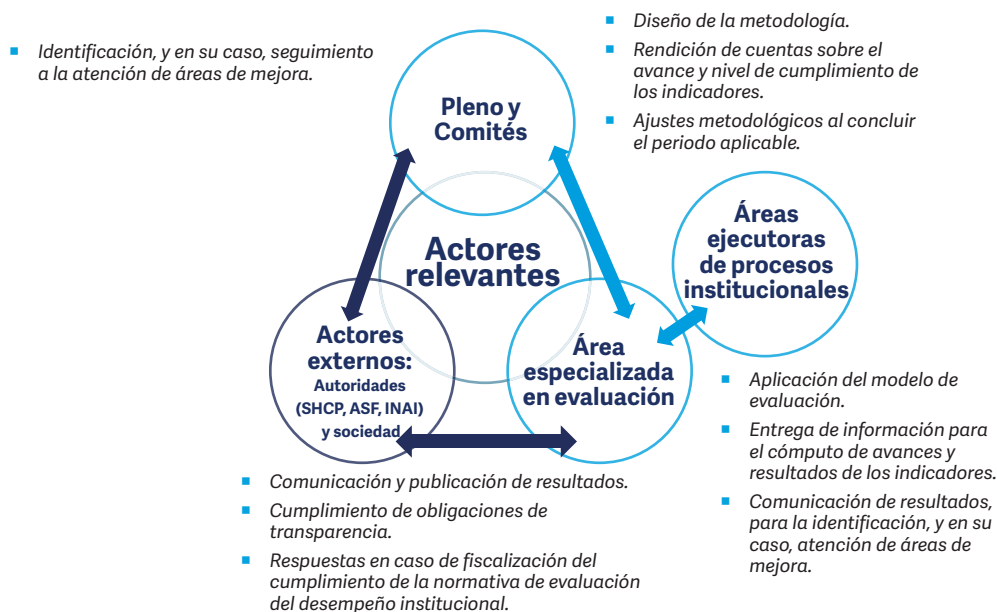 Identificación, y en su caso, seguimiento
a la atención de áreas de mejora.
Diseño de la metodología.
Rendición de cuentas sobre el
avance y nivel de cumplimiento de
los indicadores.
Ajustes metodológicos al concluir
el periodo aplicable.
Pleno y
Comités
Actores
relevantes
Áreas
ejecutoras
de procesos
institucionales
Actores
externos:
Autoridades
(SHCP, ASF, INAI)
y sociedad
Área
especializada
en evaluación
Aplicación del modelo de
evaluación.
Entrega de información para
el cómputo de avances y
resultados de los indicadores.
Comunicación de resultados,
para la identificación, y en su
caso, atención de áreas de
mejora.
Comunicación y publicación de resultados.
Cumplimiento de obligaciones de
transparencia.
Respuestas en caso de fiscalización del
cumplimiento de la normativa de evaluación
del desempeño institucional.